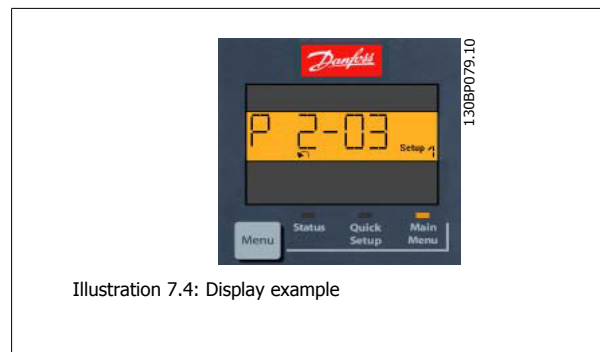 Danfoss
130BP079.10
P 2-03
Setup 1
Status
Quick Setup
Main Menu
Menu
Illustration 7.4: Display example